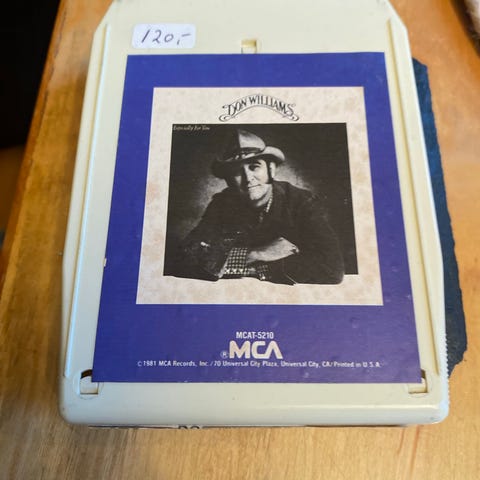 120,-
DON WILLIAMS
Especially For You
MCAT-5210
®MCA
© 1981 MCA Records, Inc. / 70 Universal City Plaza, Universal City, CA / Printed in U.S.A.